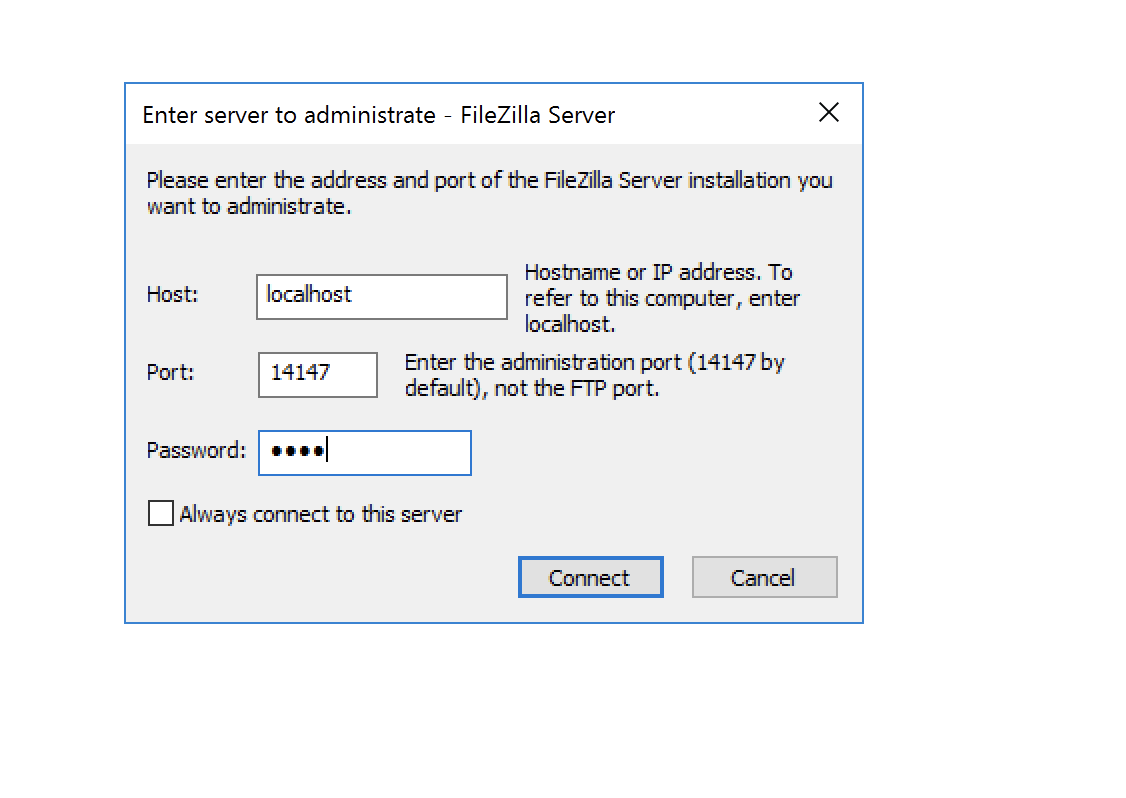 Enter server to administrate - FileZilla Server
Please enter the address and port of the FileZilla Server installation you
want to administrate.
Host:
localhost
Hostname or IP address. To
refer to this computer, enter
localhost.
Port:
14147
Enter the administration port (14147 by
default), not the FTP port.
Password:
••••
Always connect to this server
Connect
Cancel